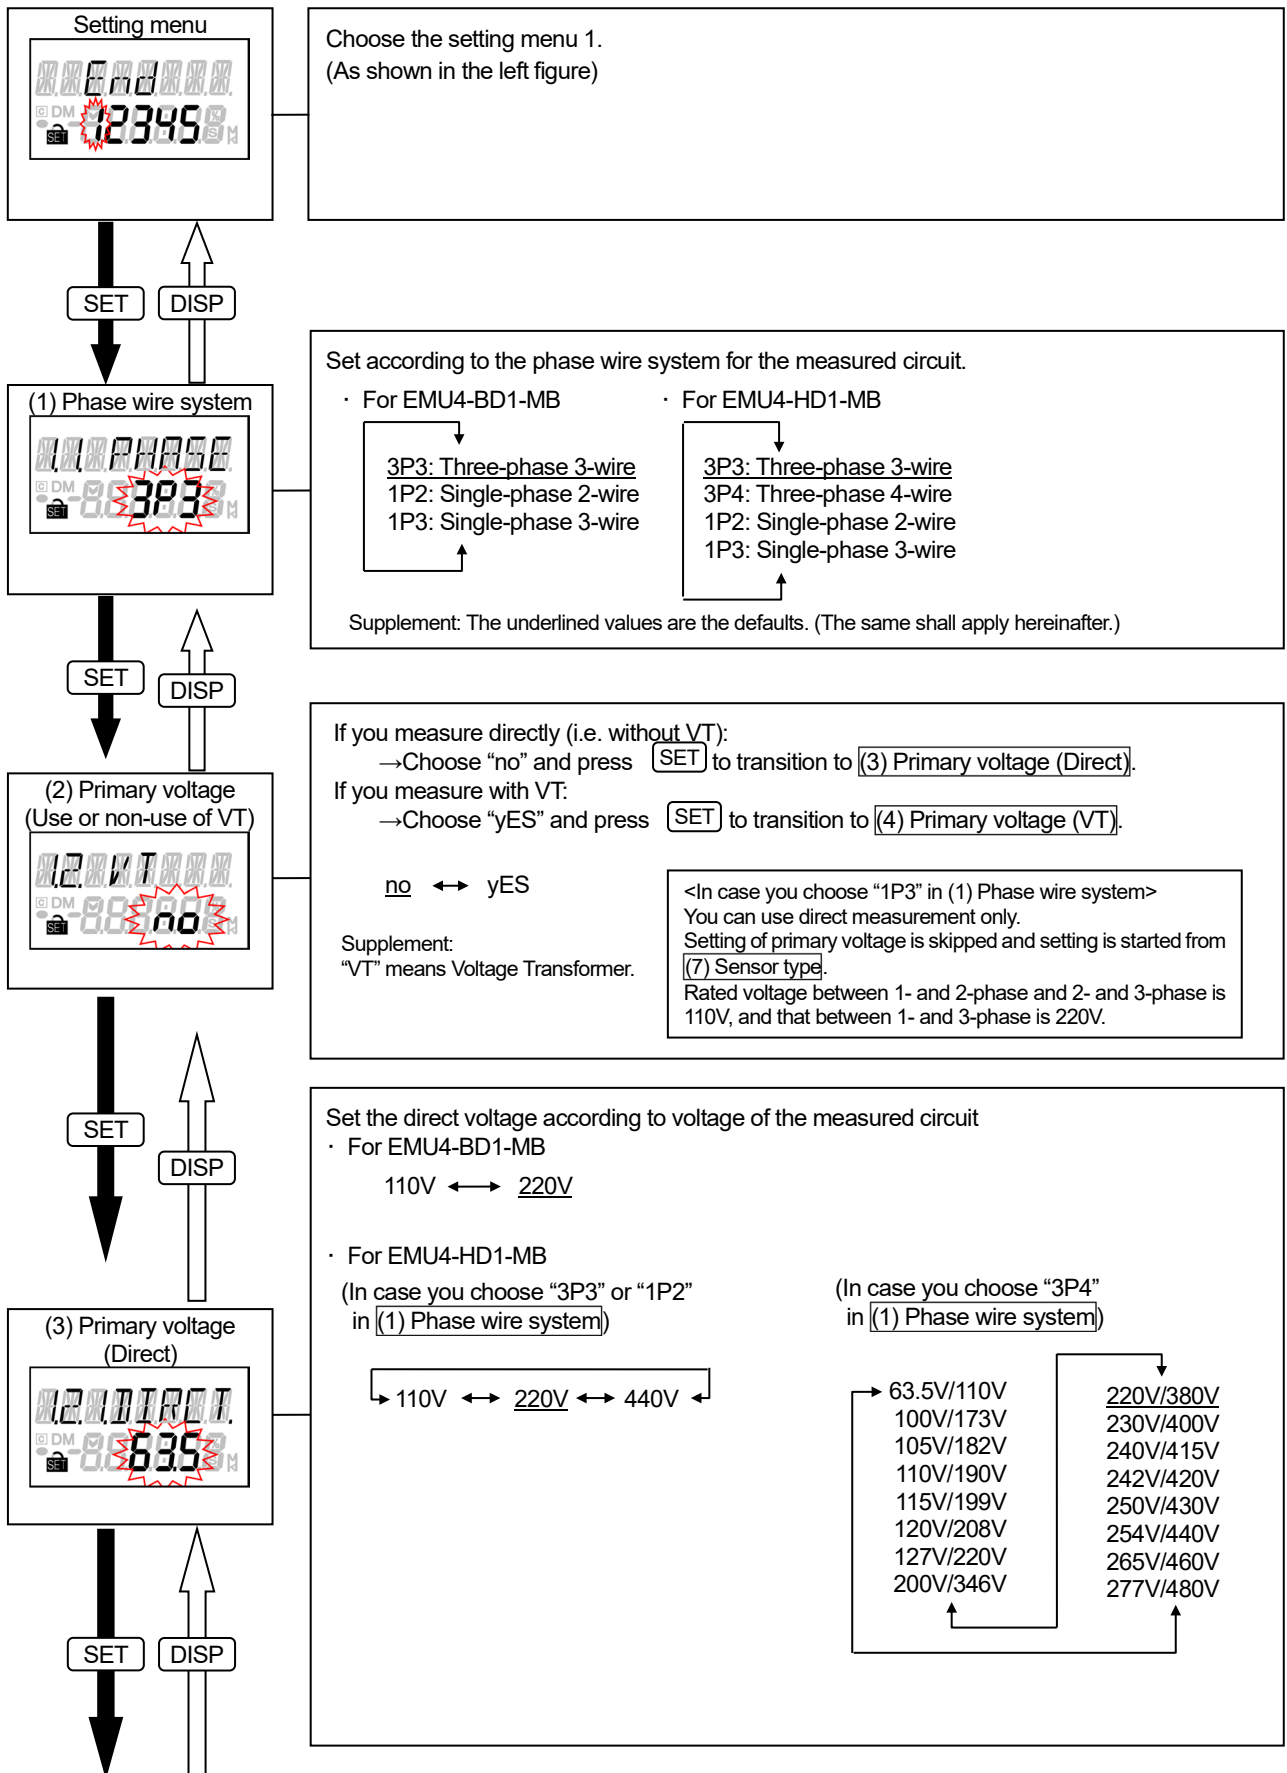 Setting menu
End
12345
SET
Choose the setting menu 1.
(As shown in the left figure)
SET
DISP
(1) Phase wire system
1.1. PHASE
DM
3P3
SET
Set according to the phase wire system for the measured circuit.
・ For EMU4-BD1-MB
3P3: Three-phase 3-wire
1P2: Single-phase 2-wire
1P3: Single-phase 3-wire
・ For EMU4-HD1-MB
3P3: Three-phase 3-wire
3P4: Three-phase 4-wire
1P2: Single-phase 2-wire
1P3: Single-phase 3-wire
Supplement: The underlined values are the defaults. (The same shall apply hereinafter.)
SET
DISP
(2) Primary voltage
(Use or non-use of VT)
1.2. VT
DM
no
SET
If you measure directly (i.e. without VT):
→Choose “no” and press SET to transition to (3) Primary voltage (Direct).
If you measure with VT:
→Choose “yES” and press SET to transition to (4) Primary voltage (VT).
no ↔ yES
Supplement:
“VT” means Voltage Transformer.
<In case you choose “1P3” in (1) Phase wire system>
You can use direct measurement only.
Setting of primary voltage is skipped and setting is started from
(7) Sensor type.
Rated voltage between 1- and 2-phase and 2- and 3-phase is
110V, and that between 1- and 3-phase is 220V.
SET
DISP
(3) Primary voltage
(Direct)
1.2.1.DIRCT.
DM
63.5
SET
Set the direct voltage according to voltage of the measured circuit
・ For EMU4-BD1-MB
110V ↔ 220V
・ For EMU4-HD1-MB
(In case you choose “3P3” or “1P2”
in (1) Phase wire system)
110V ↔ 220V ↔ 440V
(In case you choose “3P4”
in (1) Phase wire system)
63.5V/110V
100V/173V
105V/182V
110V/190V
115V/199V
120V/208V
127V/220V
200V/346V
220V/380V
230V/400V
240V/415V
242V/420V
250V/430V
254V/440V
265V/460V
277V/480V
SET
DISP